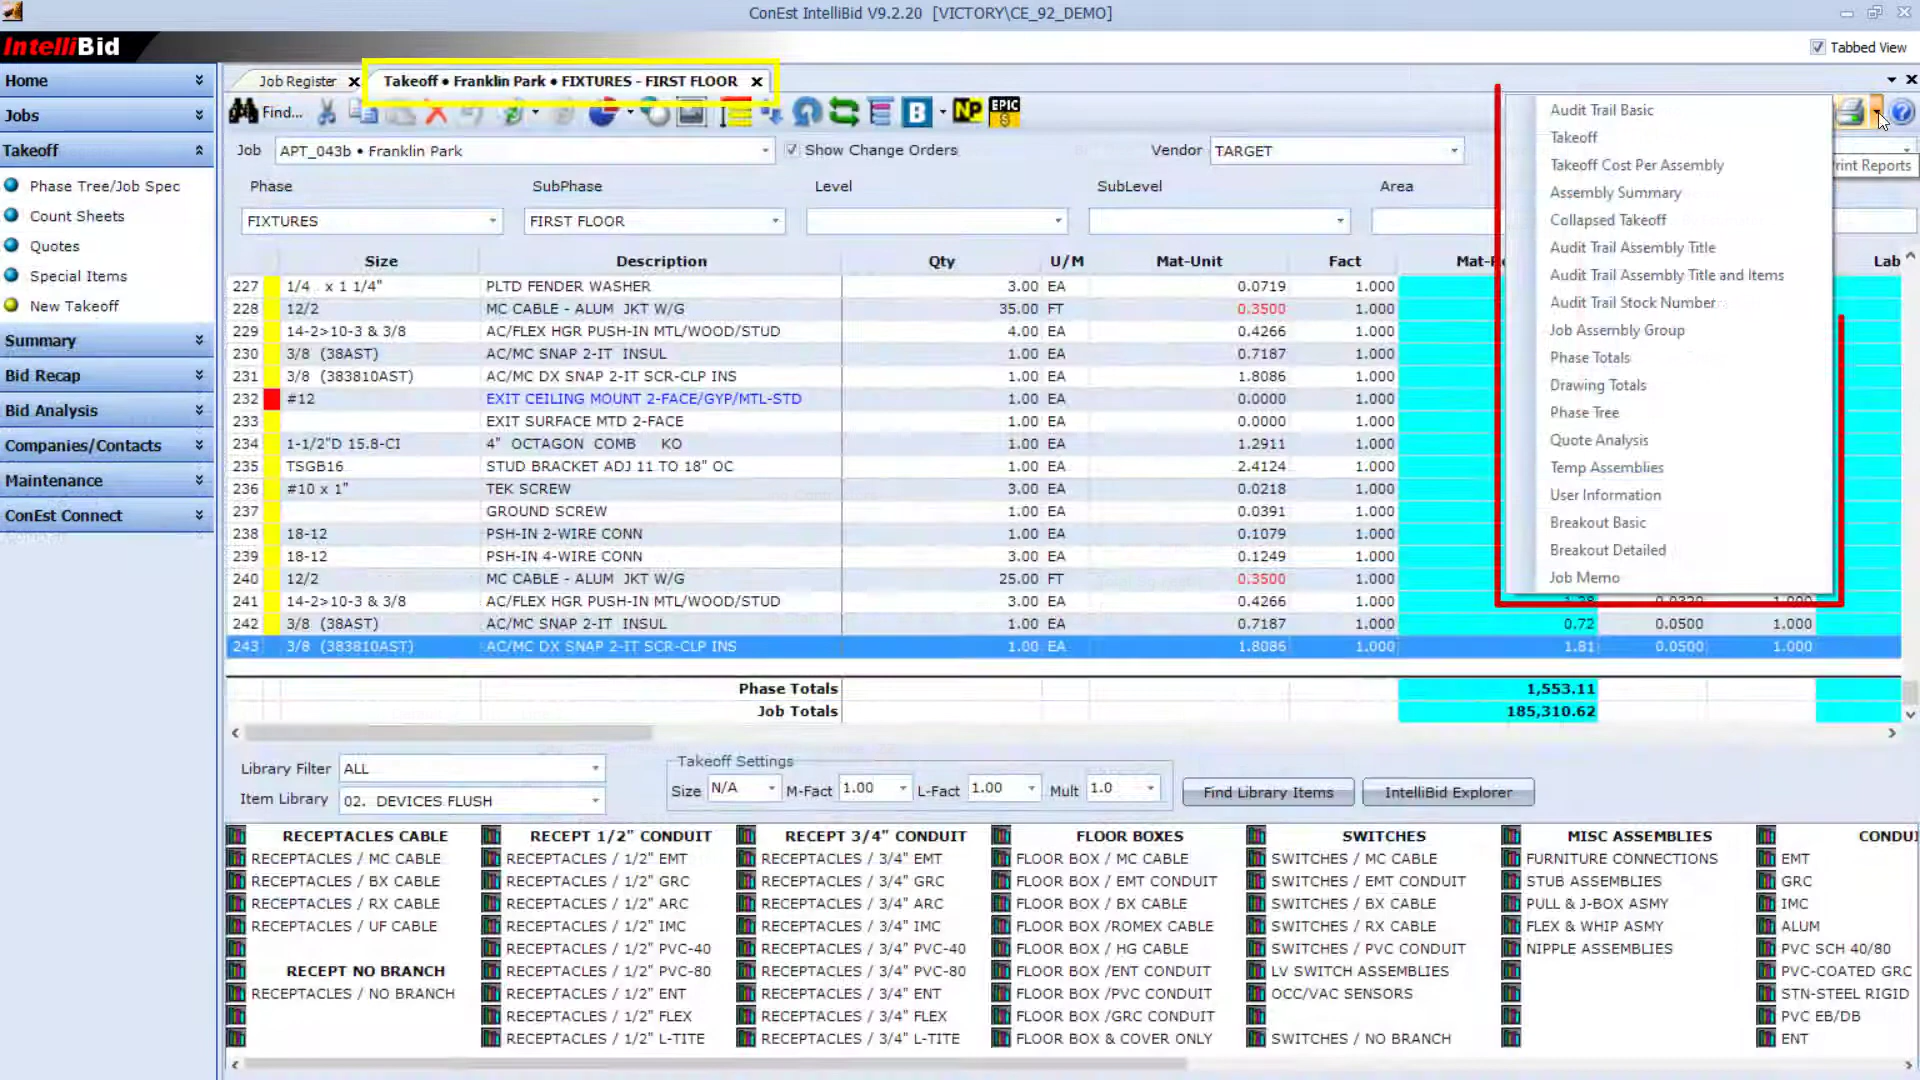 ConEst IntelliBid V9.2.20 [VICTORY\CE_92_DEMO]
IntelliBid
Tabbed View
Home
Jobs
Takeoff
Phase Tree/Job Spec
Count Sheets
Quotes
Special Items
New Takeoff
Summary
Bid Recap
Bid Analysis
Companies/Contacts
Maintenance
ConEst Connect
Job Register
Takeoff • Franklin Park • FIXTURES - FIRST FLOOR
Find...
B
NP
EPIC
Job APT_043b • Franklin Park Show Change Orders Vendor TARGET
Phase SubPhase Level SubLevel Area
FIXTURES FIRST FLOOR
Size Description Qty U/M Mat-Unit Fact Lab
227 1/4 x 1 1/4" PLTD FENDER WASHER 3.00 EA 0.0719 1.000
228 12/2 MC CABLE - ALUM JKT W/G 35.00 FT 0.3500 1.000
229 14-2>10-3 & 3/8 AC/FLEX HGR PUSH-IN MTL/WOOD/STUD 4.00 EA 0.4266 1.000
230 3/8 (38AST) AC/MC SNAP 2-IT INSUL 1.00 EA 0.7187 1.000
231 3/8 (383810AST) AC/MC DX SNAP 2-IT SCR-CLP INS 1.00 EA 1.8086 1.000
232 #12 EXIT CEILING MOUNT 2-FACE/GYP/MTL-STD 1.00 EA 0.0000 1.000
233 EXIT SURFACE MTD 2-FACE 1.00 EA 0.0000 1.000
234 1-1/2"D 15.8-CI 4" OCTAGON COMB KO 1.00 EA 1.2911 1.000
235 TSGB16 STUD BRACKET ADJ 11 TO 18" OC 1.00 EA 2.4124 1.000
236 #10 x 1" TEK SCREW 3.00 EA 0.0218 1.000
237 GROUND SCREW 1.00 EA 0.0391 1.000
238 18-12 PSH-IN 2-WIRE CONN 1.00 EA 0.1079 1.000
239 18-12 PSH-IN 4-WIRE CONN 3.00 EA 0.1249 1.000
240 12/2 MC CABLE - ALUM JKT W/G 25.00 FT 0.3500 1.000
241 14-2>10-3 & 3/8 AC/FLEX HGR PUSH-IN MTL/WOOD/STUD 3.00 EA 0.4266 1.000 1.28 0.0320 1.000
242 3/8 (38AST) AC/MC SNAP 2-IT INSUL 1.00 EA 0.7187 1.000 0.72 0.0500 1.000
243 3/8 (383810AST) AC/MC DX SNAP 2-IT SCR-CLP INS 1.00 EA 1.8086 1.000 1.81 0.0500 1.000
Phase Totals 1,553.11
Job Totals 185,310.62
Audit Trail Basic
Takeoff
Takeoff Cost Per Assembly
Assembly Summary
Collapsed Takeoff
Audit Trail Assembly Title
Audit Trail Assembly Title and Items
Audit Trail Stock Number
Job Assembly Group
Phase Totals
Drawing Totals
Phase Tree
Quote Analysis
Temp Assemblies
User Information
Breakout Basic
Breakout Detailed
Job Memo
Reports
Library Filter ALL
Item Library 02. DEVICES FLUSH
Takeoff Settings
Size N/A M-Fact 1.00 L-Fact 1.00 Mult 1.0
Find Library Items
IntelliBid Explorer
RECEPTACLES CABLE RECEPT 1/2" CONDUIT RECEPT 3/4" CONDUIT FLOOR BOXES SWITCHES MISC ASSEMBLIES
RECEPTACLES / MC CABLE RECEPTACLES / 1/2" EMT RECEPTACLES / 3/4" EMT FLOOR BOX / MC CABLE SWITCHES / MC CABLE FURNITURE CONNECTIONS EMT
RECEPTACLES / BX CABLE RECEPTACLES / 1/2" GRC RECEPTACLES / 3/4" GRC FLOOR BOX / EMT CONDUIT SWITCHES / EMT CONDUIT STUB ASSEMBLIES GRC
RECEPTACLES / RX CABLE RECEPTACLES / 1/2" ARC RECEPTACLES / 3/4" ARC FLOOR BOX / BX CABLE SWITCHES / BX CABLE PULL & J-BOX ASMY IMC
RECEPTACLES / UF CABLE RECEPTACLES / 1/2" IMC RECEPTACLES / 3/4" IMC FLOOR BOX /ROMEX CABLE SWITCHES / RX CABLE FLEX & WHIP ASMY ALUM
RECEPTACLES / 1/2" PVC-40 RECEPTACLES / 3/4" PVC-40 FLOOR BOX / HG CABLE SWITCHES / PVC CONDUIT NIPPLE ASSEMBLIES PVC SCH 40/80
RECEPT NO BRANCH RECEPTACLES / 1/2" PVC-80 RECEPTACLES / 3/4" PVC-80 FLOOR BOX /ENT CONDUIT LV SWITCH ASSEMBLIES PVC-COATED GRC
RECEPTACLES / NO BRANCH RECEPTACLES / 1/2" ENT RECEPTACLES / 3/4" ENT FLOOR BOX /PVC CONDUIT OCC/VAC SENSORS STN-STEEL RIGID
RECEPTACLES / 1/2" FLEX RECEPTACLES / 3/4" FLEX FLOOR BOX /GRC CONDUIT PVC EB/DB
RECEPTACLES / 1/2" L-TITE RECEPTACLES / 3/4" L-TITE FLOOR BOX & COVER ONLY SWITCHES / NO BRANCH ENT